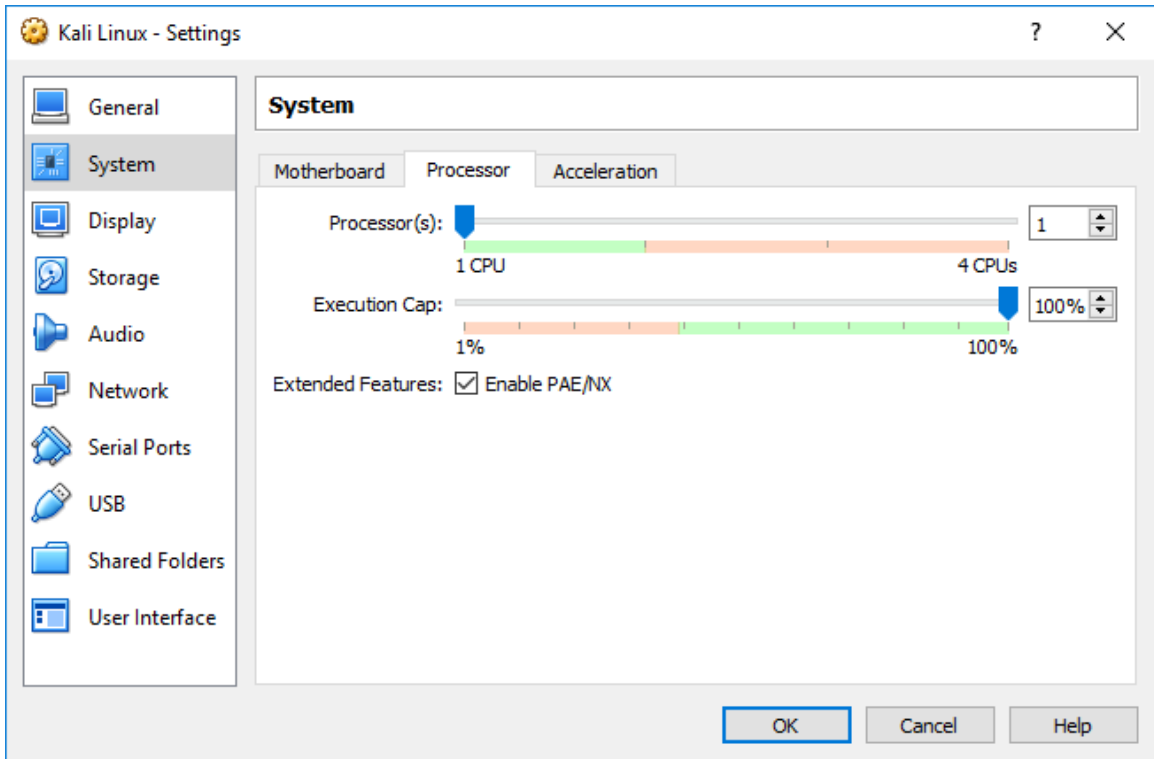 Kali Linux - Settings
?
General
System
Display
Storage
Audio
Network
Serial Ports
USB
Shared Folders
User Interface
System
Motherboard Processor Acceleration
Processor(s): 1
1 CPU 4 CPUs
Execution Cap: 100%
1% 100%
Extended Features: Enable PAE/NX
OK Cancel Help